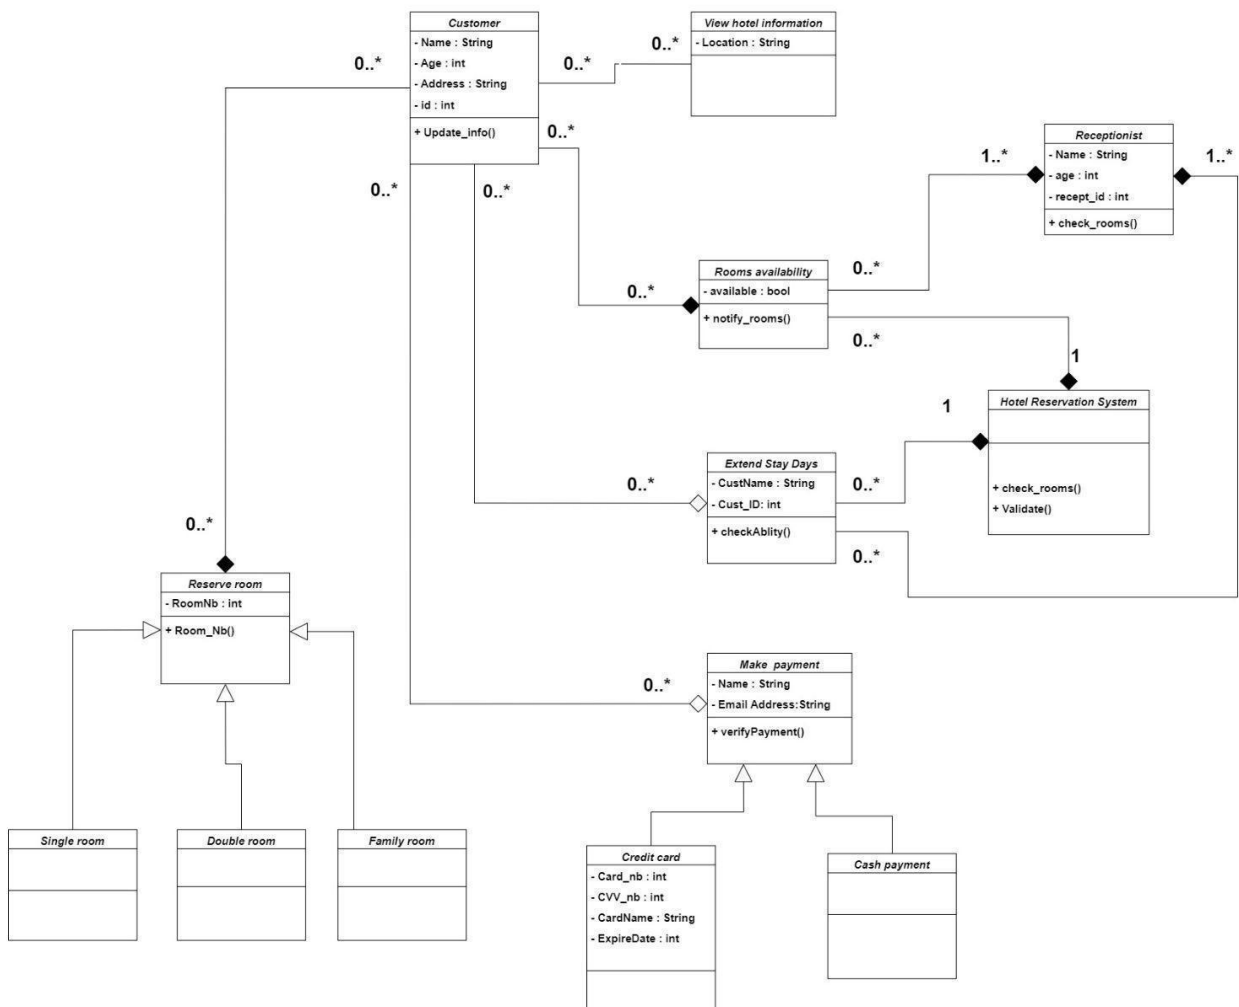 Customer
- Name : String
- Age : int
- Address : String
- id : int
+ Update_info()
View hotel information
- Location : String
0..*
0..*
0..*
0..*
0..*
0..*
Receptionist
- Name : String
- age : int
- recept_id : int
+ check_rooms()
1..*
1..*
Rooms availability
- available : bool
+ notify_rooms()
0..*
0..*
0..*
1
Hotel Reservation System
+ check_rooms()
+ Validate()
1
Extend Stay Days
- CustName : String
- Cust_ID: int
+ checkAblity()
0..*
0..*
0..*
0..*
Reserve room
- RoomNb : int
+ Room_Nb()
Make  payment
- Name : String
- Email Address:String
+ verifyPayment()
0..*
Single room
Double room
Family room
Credit card
- Card_nb : int
- CVV_nb : int
- CardName : String
- ExpireDate : int
Cash payment